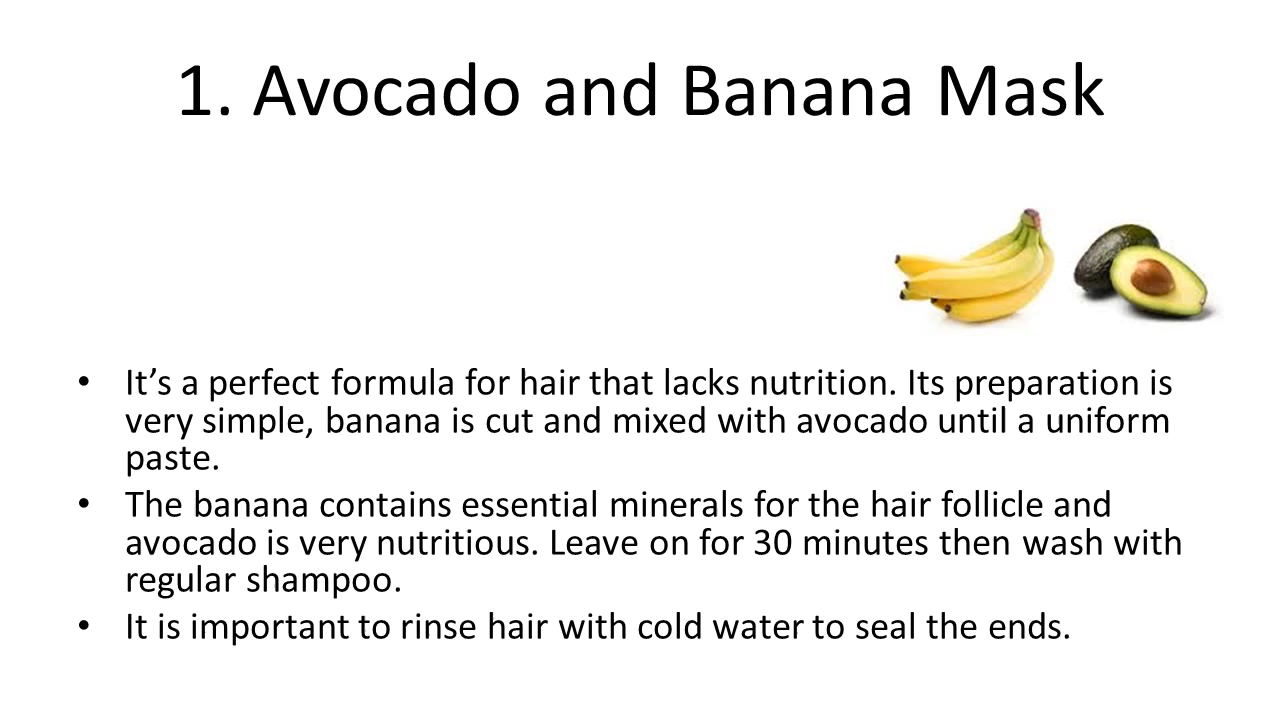 1. Avocado and Banana Mask
• It’s a perfect formula for hair that lacks nutrition. Its preparation is
very simple, banana is cut and mixed with avocado until a uniform
paste.
• The banana contains essential minerals for the hair follicle and
avocado is very nutritious. Leave on for 30 minutes then wash with
regular shampoo.
• It is important to rinse hair with cold water to seal the ends.